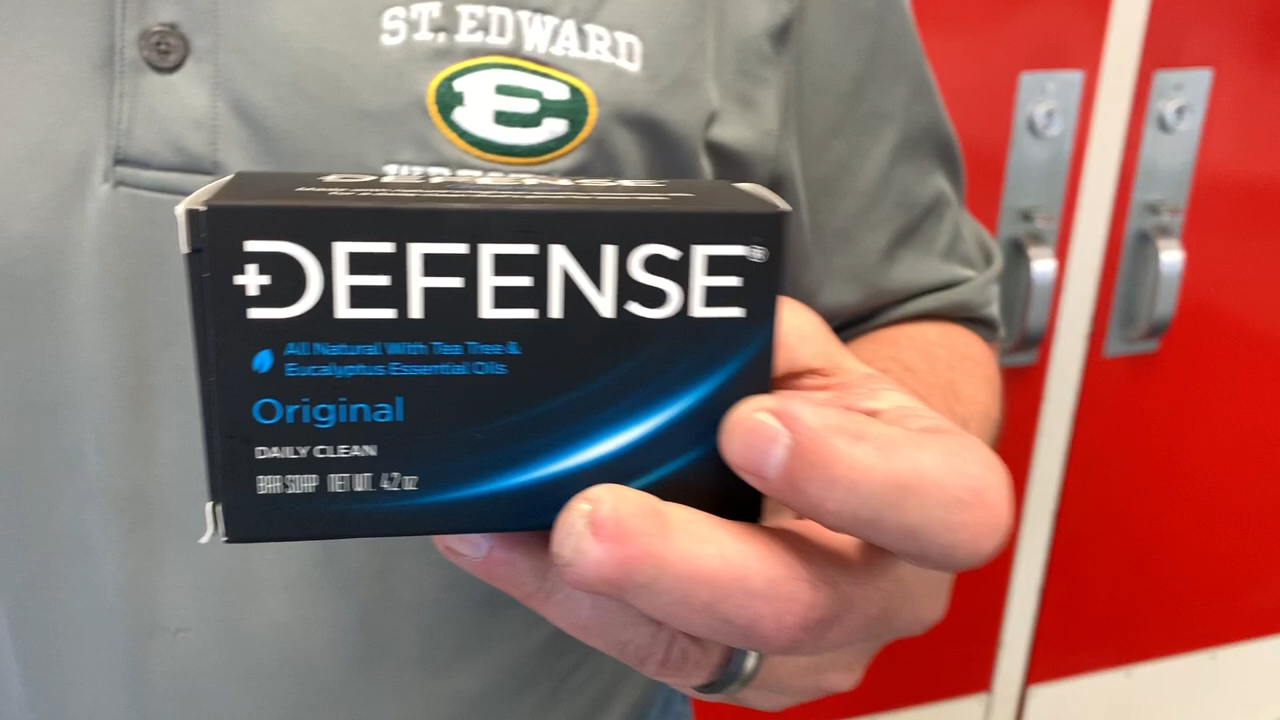 ST. EDWARD
E
DEFENSE
DEFENSE®
All Natural With Tea Tree &
Eucalyptus Essential Oils
Original
DAILY CLEAN
BAR SOAP NET WT. 4.2 oz